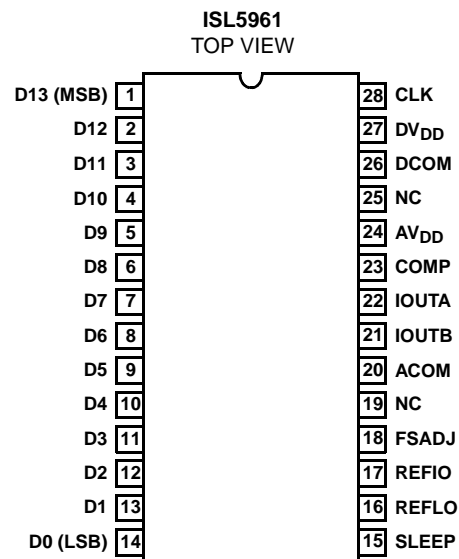 ISL5961
TOP VIEW
D13 (MSB) 1 28 CLK
D12 2 27 DVDD
D11 3 26 DCOM
D10 4 25 NC
D9 5 24 AVDD
D8 6 23 COMP
D7 7 22 IOUTA
D6 8 21 IOUTB
D5 9 20 ACOM
D4 10 19 NC
D3 11 18 FSADJ
D2 12 17 REFIO
D1 13 16 REFLO
D0 (LSB) 14 15 SLEEP